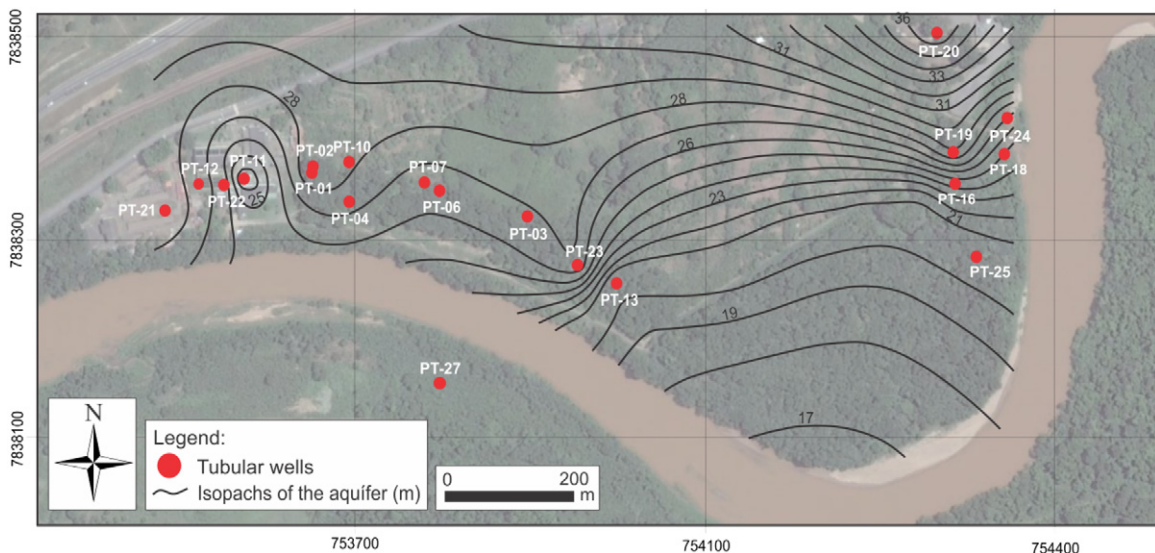 7838500
7838300
7838100
36
PT-20
31
33
28
31
28
PT-19
PT-24
PT-02
PT-10
26
PT-12
PT-11
PT-07
PT-18
PT-01
25
PT-22
PT-06
23
PT-16
PT-21
PT-04
PT-03
21
PT-23
PT-25
PT-13
19
PT-27
17
N
Legend:
Tubular wells
Isopachs of the aquífer (m)
0 200
m
753700 754100 754400